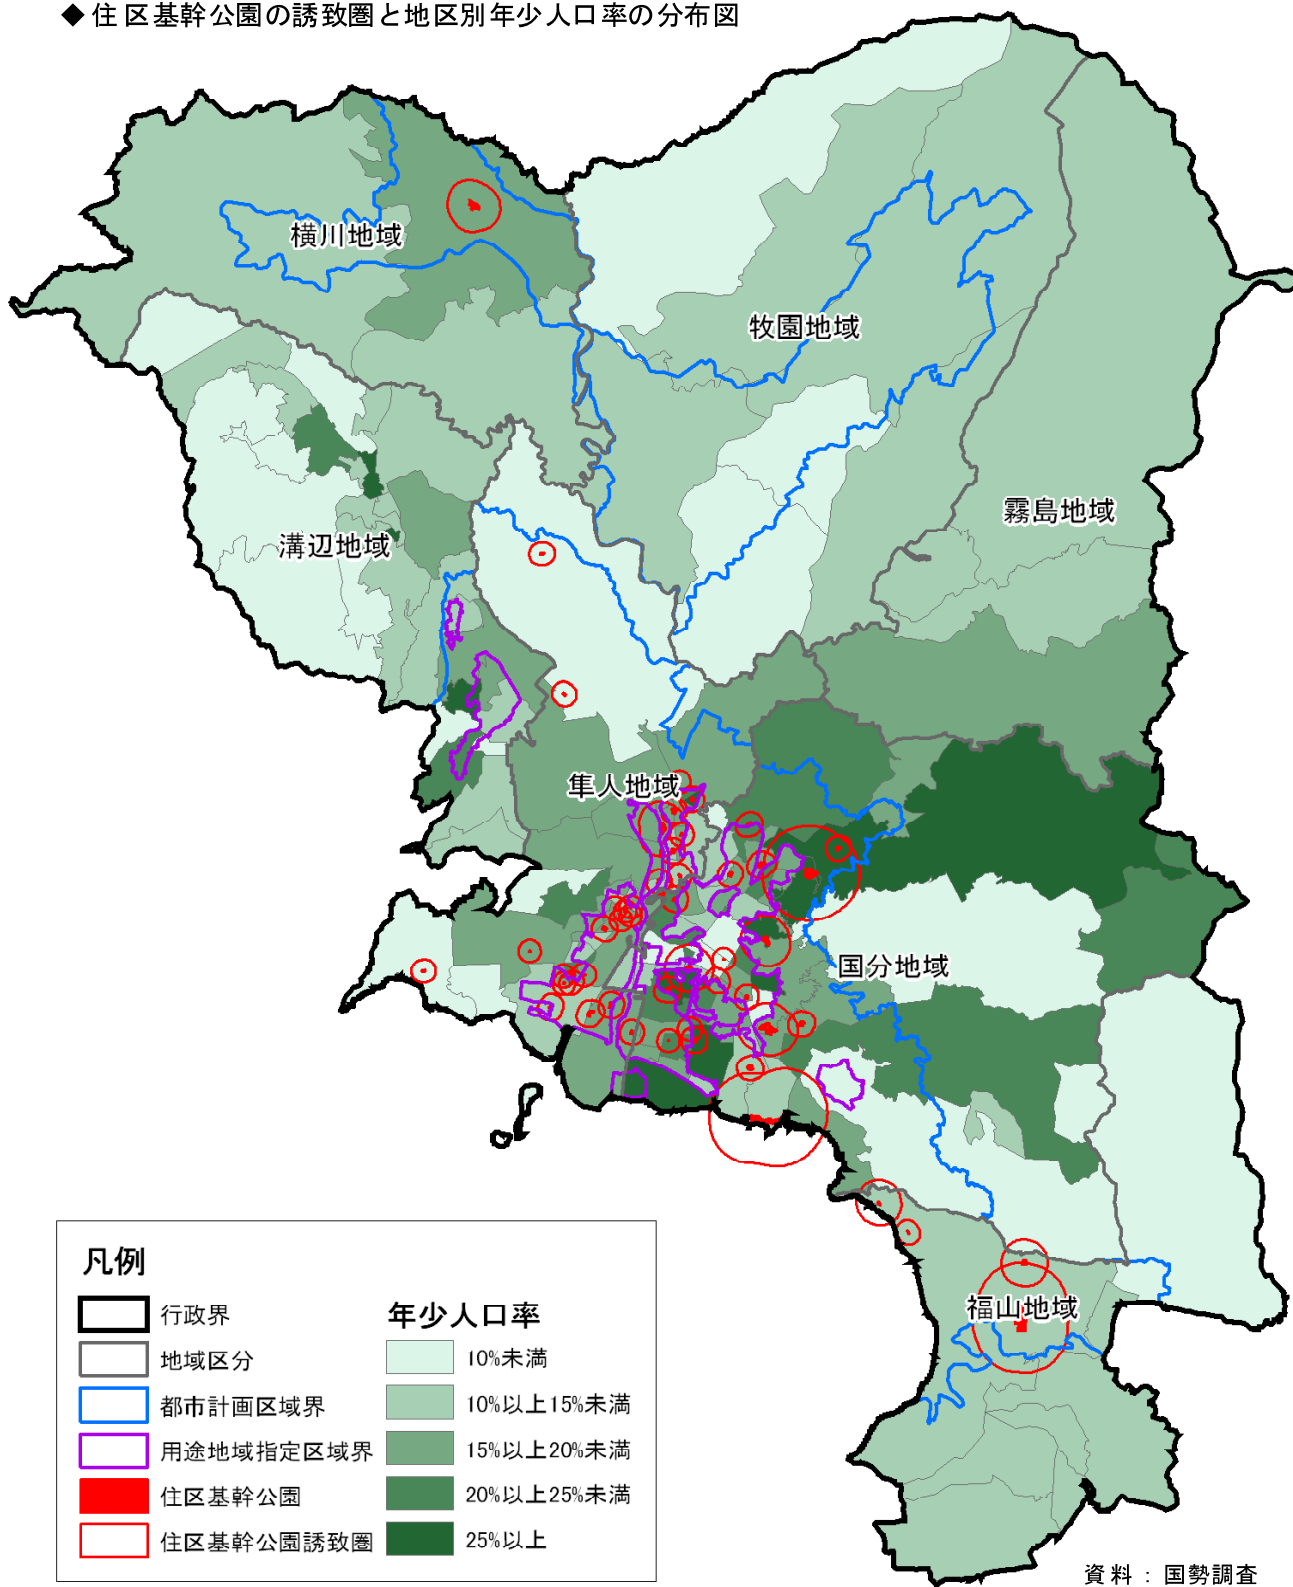 ◆住区基幹公園の誘致圏と地区別年少人口率の分布図
横川地域
牧園地域
霧島地域
溝辺地域
隼人地域
国分地域
福山地域
凡例
行政界
地域区分
都市計画区域界
用途地域指定区域界
住区基幹公園
住区基幹公園誘致圏
年少人口率
10%未満
10%以上15%未満
15%以上20%未満
20%以上25%未満
25%以上
資料：国勢調査